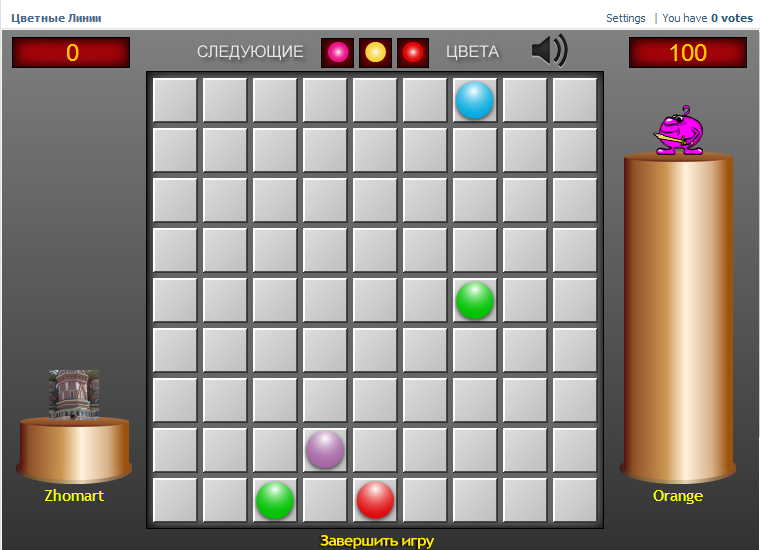 Цветные Линии
Settings | You have 0 votes
0 СЛЕДУЮЩИЕ ЦВЕТА 100
Zhomart Orange
Завершить игру